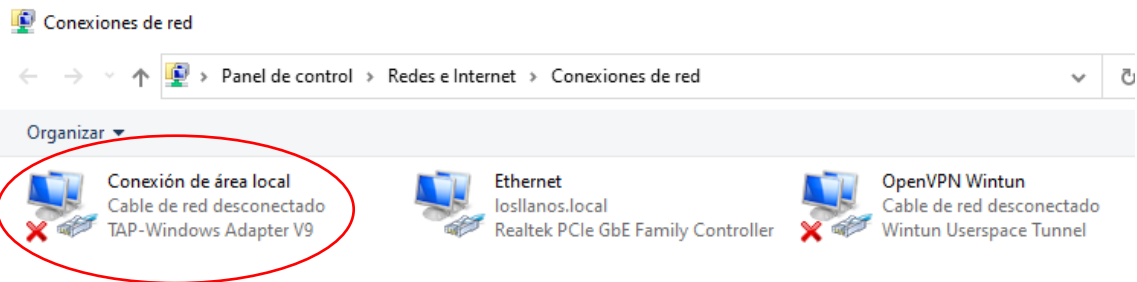 Conexiones de red
Panel de control > Redes e Internet > Conexiones de red
Organizar
Conexión de área local
Cable de red desconectado
TAP-Windows Adapter V9
Ethernet
losllanos.local
Realtek PCIe GbE Family Controller
OpenVPN Wintun
Cable de red desconectado
Wintun Userspace Tunnel